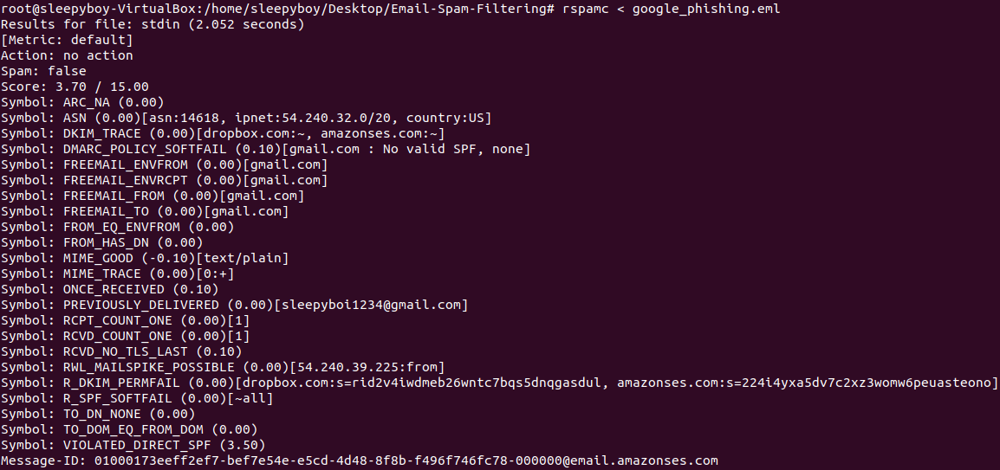 root@sleepyboy-VirtualBox:/home/sleepyboy/Desktop/Email-Spam-Filtering# rspamc < google_phishing.eml
Results for file: stdin (2.052 seconds)
[Metric: default]
Action: no action
Spam: false
Score: 3.70 / 15.00
Symbol: ARC_NA (0.00)
Symbol: ASN (0.00)[asn:14618, ipnet:54.240.32.0/20, country:US]
Symbol: DKIM_TRACE (0.00)[dropbox.com:~, amazonses.com:~]
Symbol: DMARC_POLICY_SOFTFAIL (0.10)[gmail.com : No valid SPF, none]
Symbol: FREEMAIL_ENVFROM (0.00)[gmail.com]
Symbol: FREEMAIL_ENVRCPT (0.00)[gmail.com]
Symbol: FREEMAIL_FROM (0.00)[gmail.com]
Symbol: FREEMAIL_TO (0.00)[gmail.com]
Symbol: FROM_EQ_ENVFROM (0.00)
Symbol: FROM_HAS_DN (0.00)
Symbol: MIME_GOOD (-0.10)[text/plain]
Symbol: MIME_TRACE (0.00)[0:+]
Symbol: ONCE_RECEIVED (0.10)
Symbol: PREVIOUSLY_DELIVERED (0.00)[sleepyboi1234@gmail.com]
Symbol: RCPT_COUNT_ONE (0.00)[1]
Symbol: RCVD_COUNT_ONE (0.00)[1]
Symbol: RCVD_NO_TLS_LAST (0.10)
Symbol: RWL_MAILSPIKE_POSSIBLE (0.00)[54.240.39.225:from]
Symbol: R_DKIM_PERMFAIL (0.00)[dropbox.com:s=rid2v4iwdmeb26wntc7bqs5dnqgasdul, amazonses.com:s=224i4yxa5dv7c2xz3womw6peuasteono]
Symbol: R_SPF_SOFTFAIL (0.00)[~all]
Symbol: TO_DN_NONE (0.00)
Symbol: TO_DOM_EQ_FROM_DOM (0.00)
Symbol: VIOLATED_DIRECT_SPF (3.50)
Message-ID: 01000173eeff2ef7-bef7e54e-e5cd-4d48-8f8b-f496f746fc78-000000@email.amazonses.com